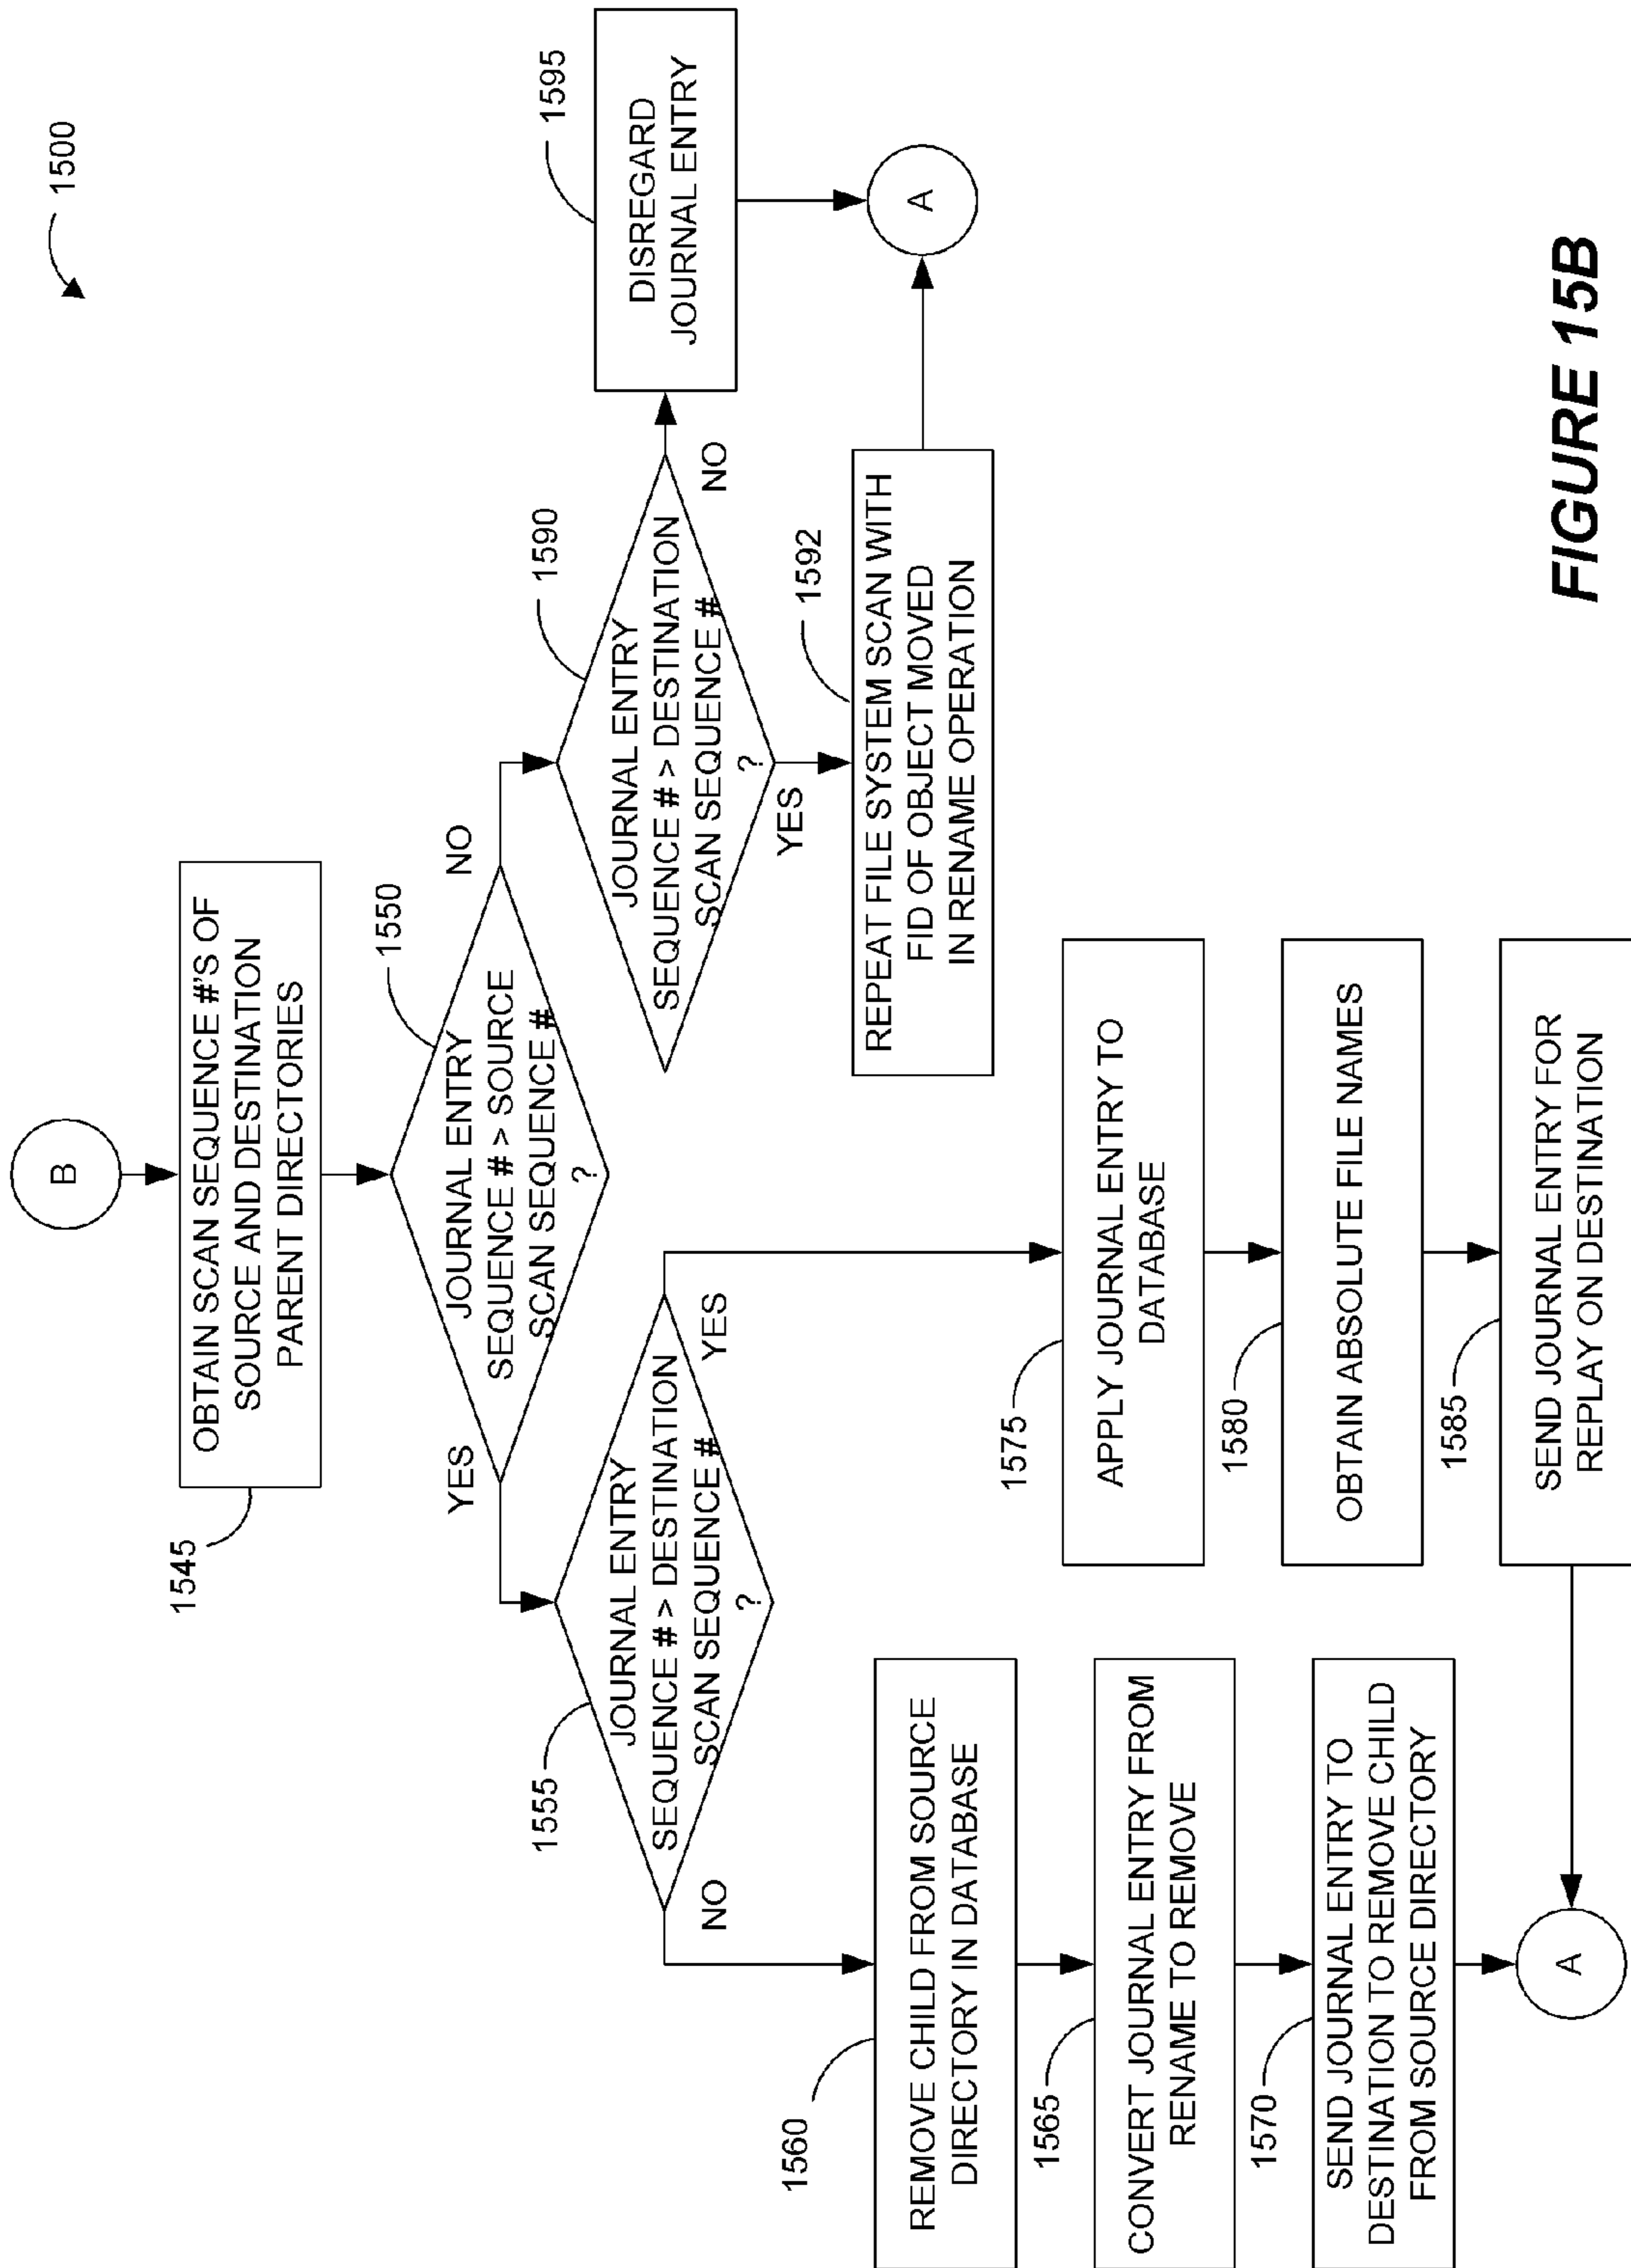 1500
B
OBTAIN SCAN SEQUENCE #'S OF
SOURCE AND DESTINATION
PARENT DIRECTORIES
1545
JOURNAL ENTRY
SEQUENCE # > SOURCE
SCAN SEQUENCE #
?
1550
YES
NO
JOURNAL ENTRY
SEQUENCE # > DESTINATION
SCAN SEQUENCE #
?
1555
NO
YES
JOURNAL ENTRY
SEQUENCE # > DESTINATION
SCAN SEQUENCE #
?
1590
NO
YES
DISREGARD
JOURNAL ENTRY
1595
REPEAT FILE SYSTEM SCAN WITH
FID OF OBJECT MOVED
IN RENAME OPERATION
1592
A
REMOVE CHILD FROM SOURCE
DIRECTORY IN DATABASE
1560
CONVERT JOURNAL ENTRY FROM
RENAME TO REMOVE
1565
SEND JOURNAL ENTRY TO
DESTINATION TO REMOVE CHILD
FROM SOURCE DIRECTORY
1570
APPLY JOURNAL ENTRY TO
DATABASE
1575
OBTAIN ABSOLUTE FILE NAMES
1580
SEND JOURNAL ENTRY FOR
REPLAY ON DESTINATION
1585
A
FIGURE 15B